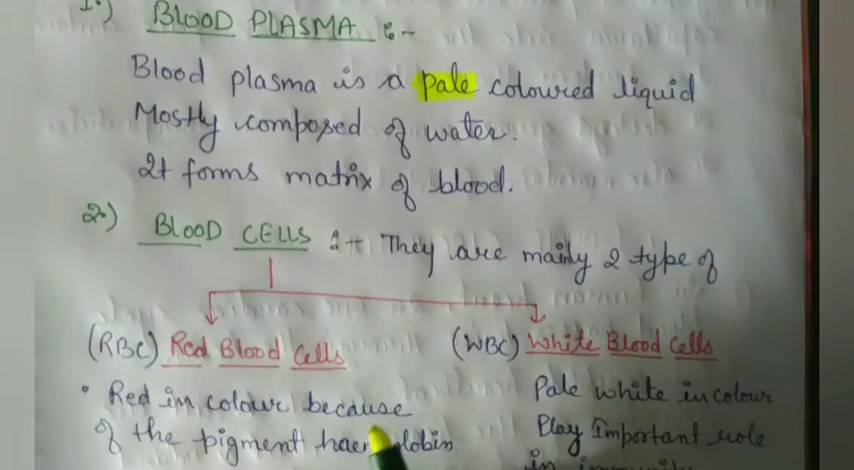 1.) BLOOD PLASMA :-
Blood plasma is a pale coloured liquid
Mostly composed of water.
It forms matrix of blood.
2.) BLOOD CELLS :- They are mainly 2 type of
(RBC) Red Blood Cells
(WBC) White Blood Cells
• Red in colour because
of the pigment
Pale white in colour
Play Important role
in